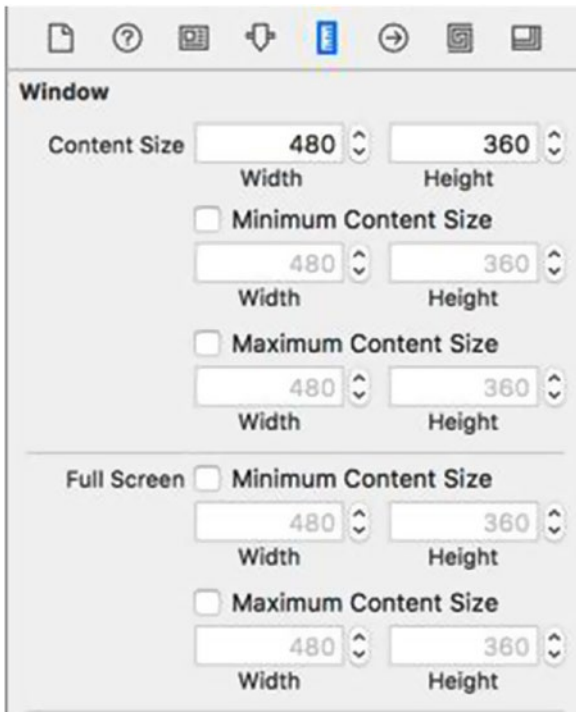 Window
Content Size 480 360
Width Height
Minimum Content Size
480 360
Width Height
Maximum Content Size
480 360
Width Height
Full Screen Minimum Content Size
480 360
Width Height
Maximum Content Size
480 360
Width Height